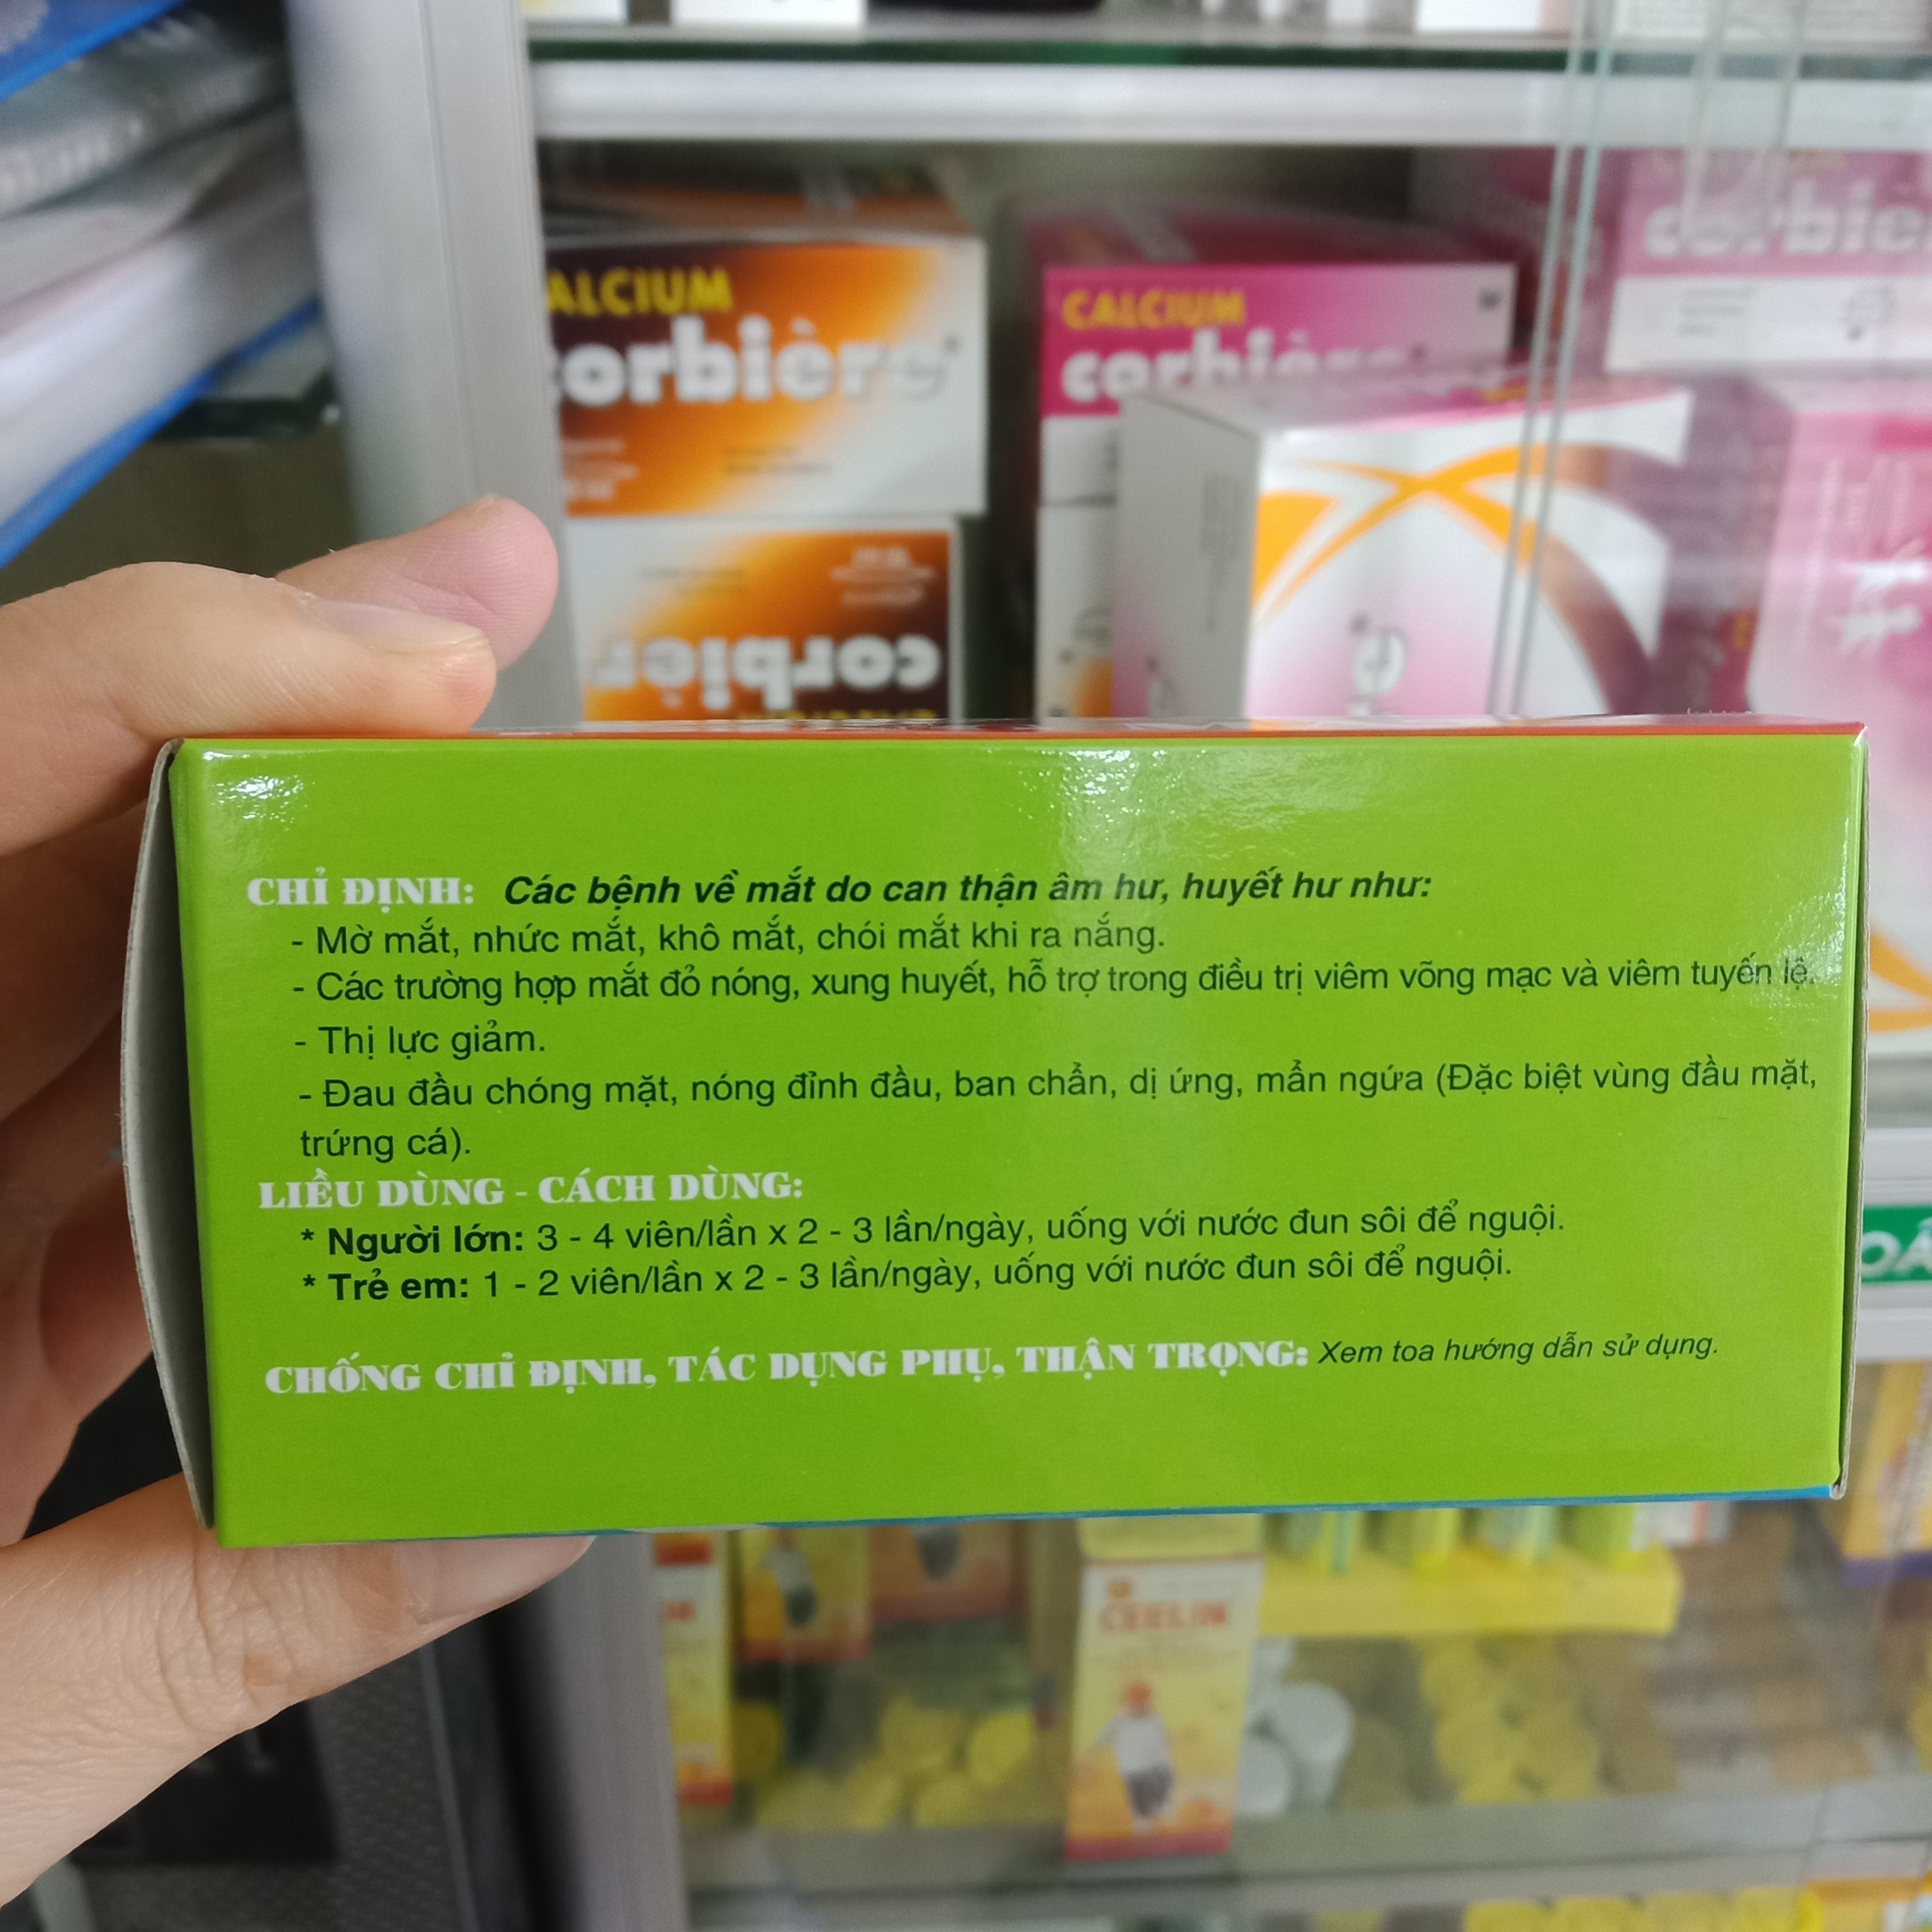 CALCIUM
corbière
CALCIUM
corbière
corbiè
corbièr
CHỈ ĐỊNH: Các bệnh về mắt do can thận âm hư, huyết hư như:
- Mờ mắt, nhức mắt, khô mắt, chói mắt khi ra nắng.
- Các trường hợp mắt đỏ nóng, xung huyết, hỗ trợ trong điều trị viêm võng mạc và viêm tuyến lệ.
- Thị lực giảm.
- Đau đầu chóng mặt, nóng đỉnh đầu, ban chẩn, dị ứng, mẩn ngứa (Đặc biệt vùng đầu mặt,
trứng cá).
LIỀU DÙNG - CÁCH DÙNG:
* Người lớn: 3 - 4 viên/lần x 2 - 3 lần/ngày, uống với nước đun sôi để nguội.
* Trẻ em: 1 - 2 viên/lần x 2 - 3 lần/ngày, uống với nước đun sôi để nguội.
CHỐNG CHỈ ĐỊNH, TÁC DỤNG PHỤ, THẬN TRỌNG: Xem toa hướng dẫn sử dụng.
CEELIN